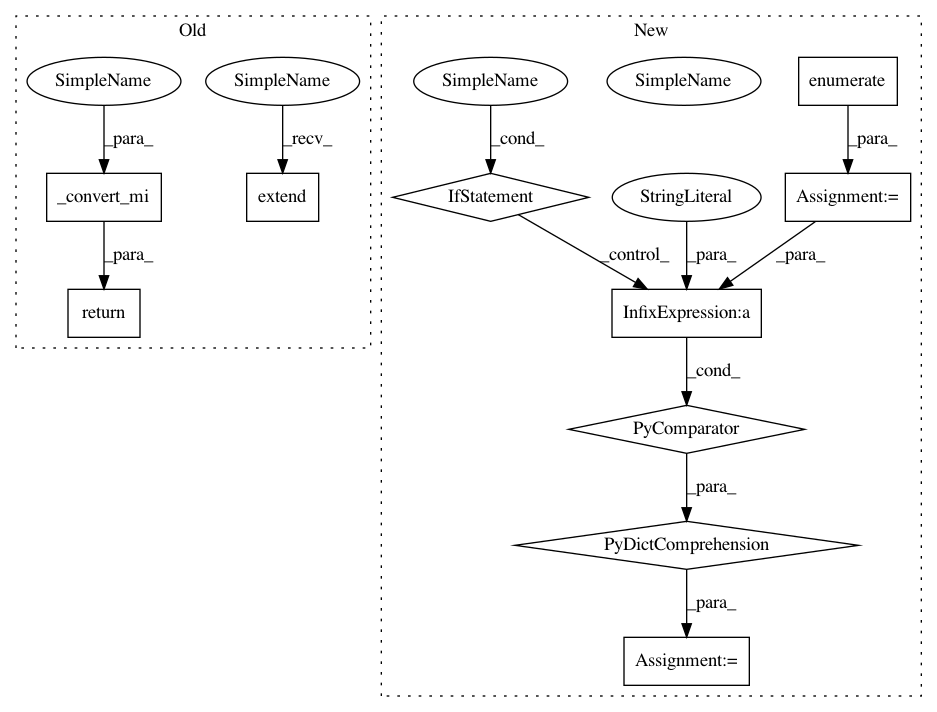 Old
New
SimpleName
SimpleName
SimpleName
SimpleName
enumerate
_para_
_recv_
_cond_
_para_
_convert_mi
extend
IfStatement
StringLiteral
Assignment:=
_para_
_control_
_para_
_para_
return
InfixExpression:a
_cond_
PyComparator
_para_
PyDictComprehension
_para_
Assignment:=